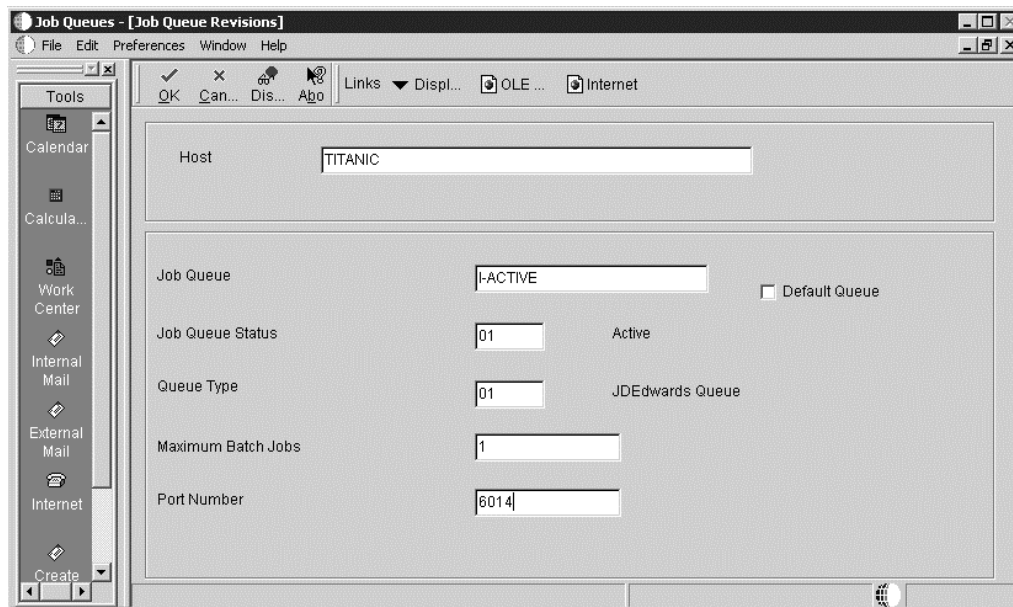 Job Queues - [Job Queue Revisions]
File Edit Preferences Window Help
OK Can... Dis... Abo Links Displ... OLE ... Internet
Tools
Calendar
Calcula...
Work
Center
Internal
Mail
External
Mail
Internet
Create
Host TITANIC
Job Queue I-ACTIVE Default Queue
Job Queue Status 01 Active
Queue Type 01 JDEdwards Queue
Maximum Batch Jobs 1
Port Number 6014